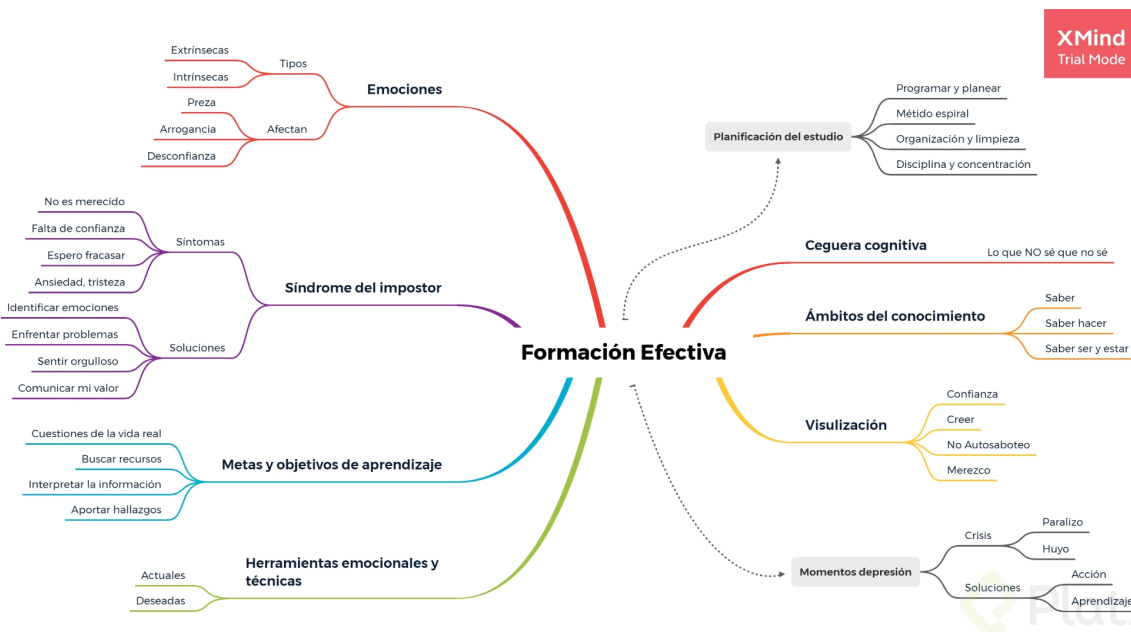 XMind
Trial Mode
Formación Efectiva
Emociones
Tipos
Extrínsecas
Intrínsecas
Afectan
Preza
Arrogancia
Desconfianza
Síndrome del impostor
Síntomas
No es merecido
Falta de confianza
Espero fracasar
Ansiedad, tristeza
Soluciones
Identificar emociones
Enfrentar problemas
Sentir orgulloso
Comunicar mi valor
Metas y objetivos de aprendizaje
Cuestiones de la vida real
Buscar recursos
Interpretar la información
Aportar hallazgos
Herramientas emocionales y
técnicas
Actuales
Deseadas
Planificación del estudio
Programar y planear
Métido espiral
Organización y limpieza
Disciplina y concentración
Ceguera cognitiva
Lo que NO sé que no sé
Ámbitos del conocimiento
Saber
Saber hacer
Saber ser y estar
Visulización
Confianza
Creer
No Autosaboteo
Merezco
Momentos depresión
Crisis
Paralizo
Huyo
Soluciones
Acción
Aprendizaje